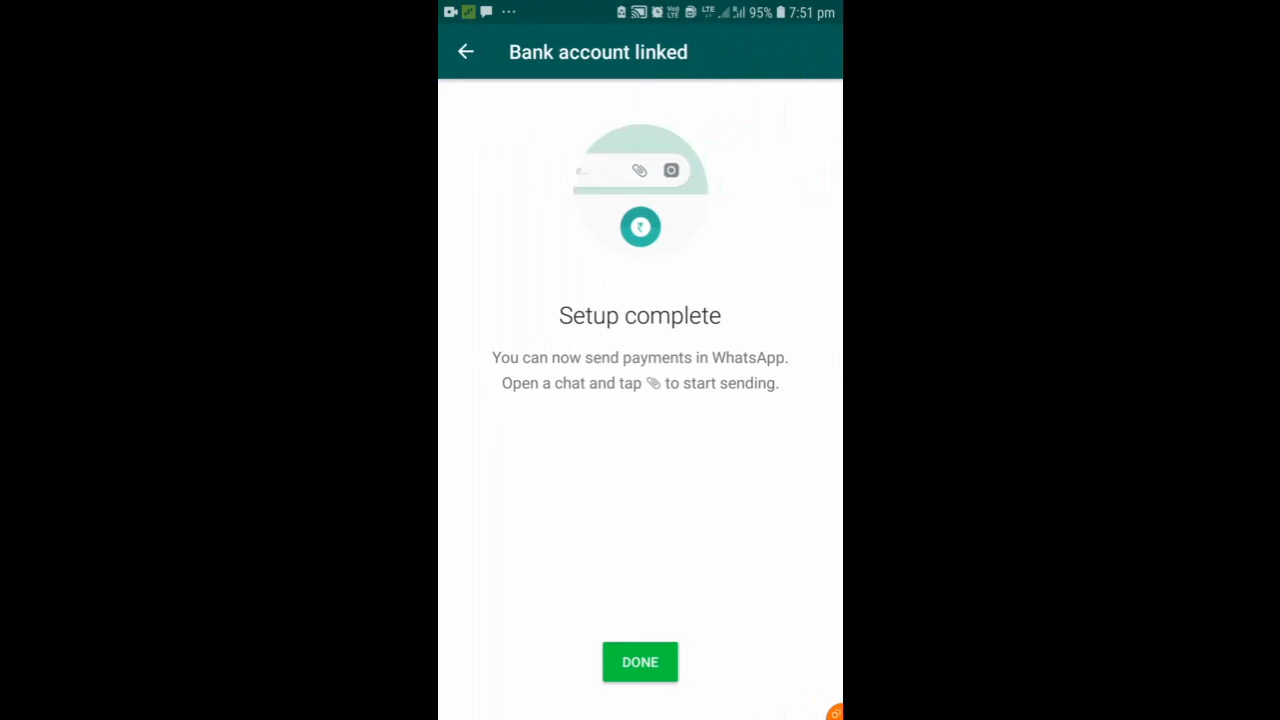 95% 7:51 pm
Bank account linked
e...
₹
Setup complete
You can now send payments in WhatsApp.
Open a chat and tap to start sending.
DONE